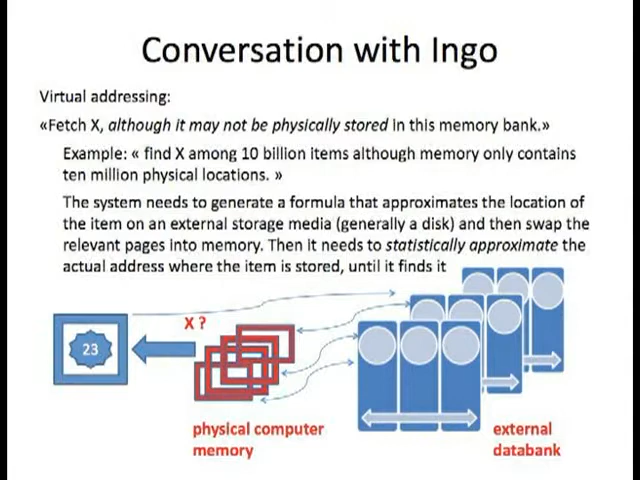 Conversation with Ingo
Virtual addressing:
«Fetch X, although it may not be physically stored in this memory bank.»
Example: « find X among 10 billion items although memory only contains
ten million physical locations. »
The system needs to generate a formula that approximates the location of
the item on an external storage media (generally a disk) and then swap the
relevant pages into memory. Then it needs to statistically approximate the
actual address where the item is stored, until it finds it
X ?
23
physical computer
memory
external
databank